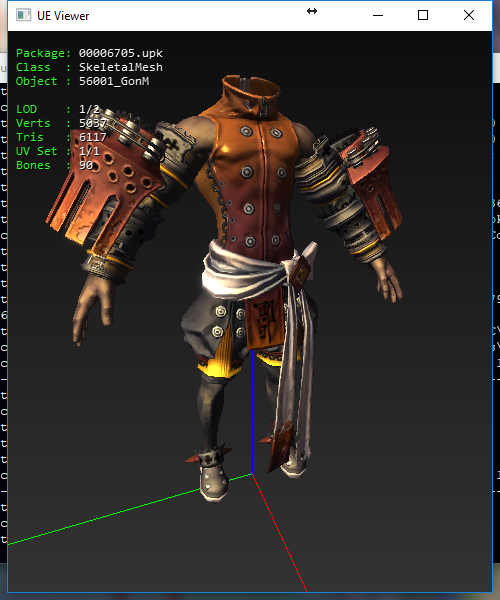 UE Viewer
Package: 00006705.upk
Class : SkeletalMesh
Object : 56001_GonM
LOD : 1/2
Verts : 5037
Tris : 6117
UV Set : 1/1
Bones : 90